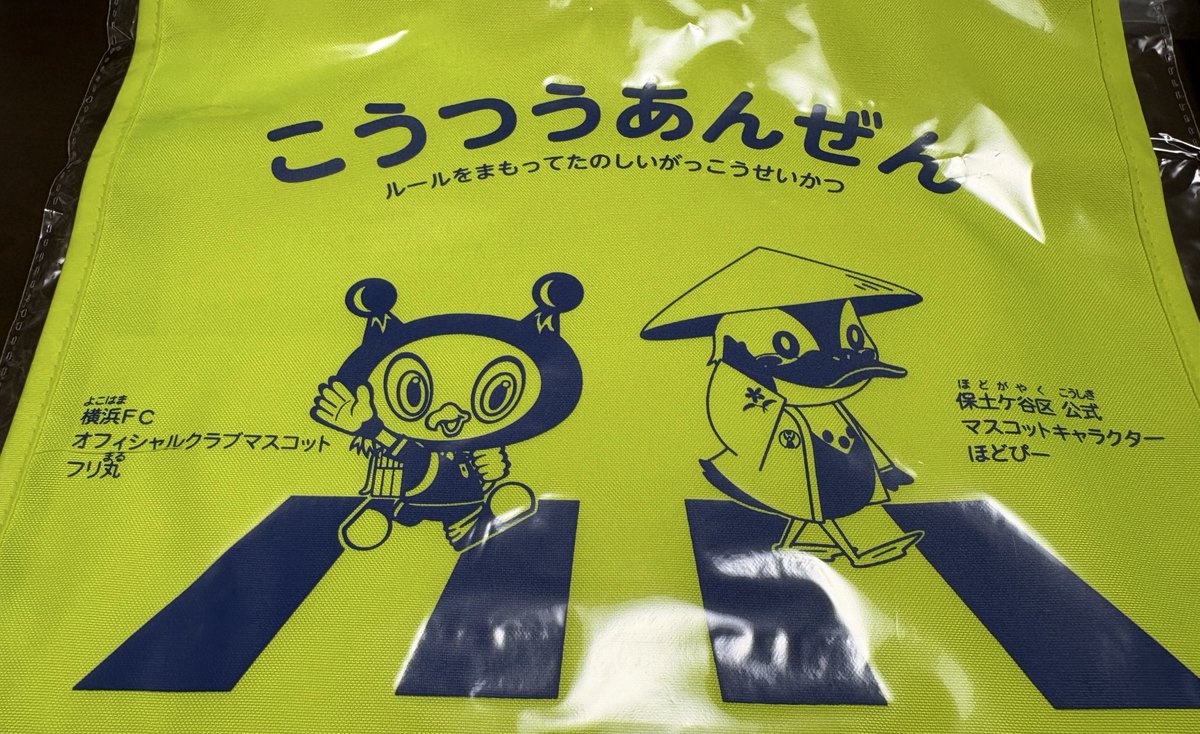 こうつうあんぜん
ルールをまもってたのしいがっこうせいかつ
よこはま
横浜FC
オフィシャルクラブマスコット
まる
フリ丸
ほどがやく こうしき
保土ケ谷区 公式
マスコットキャラクター
ほどぴー